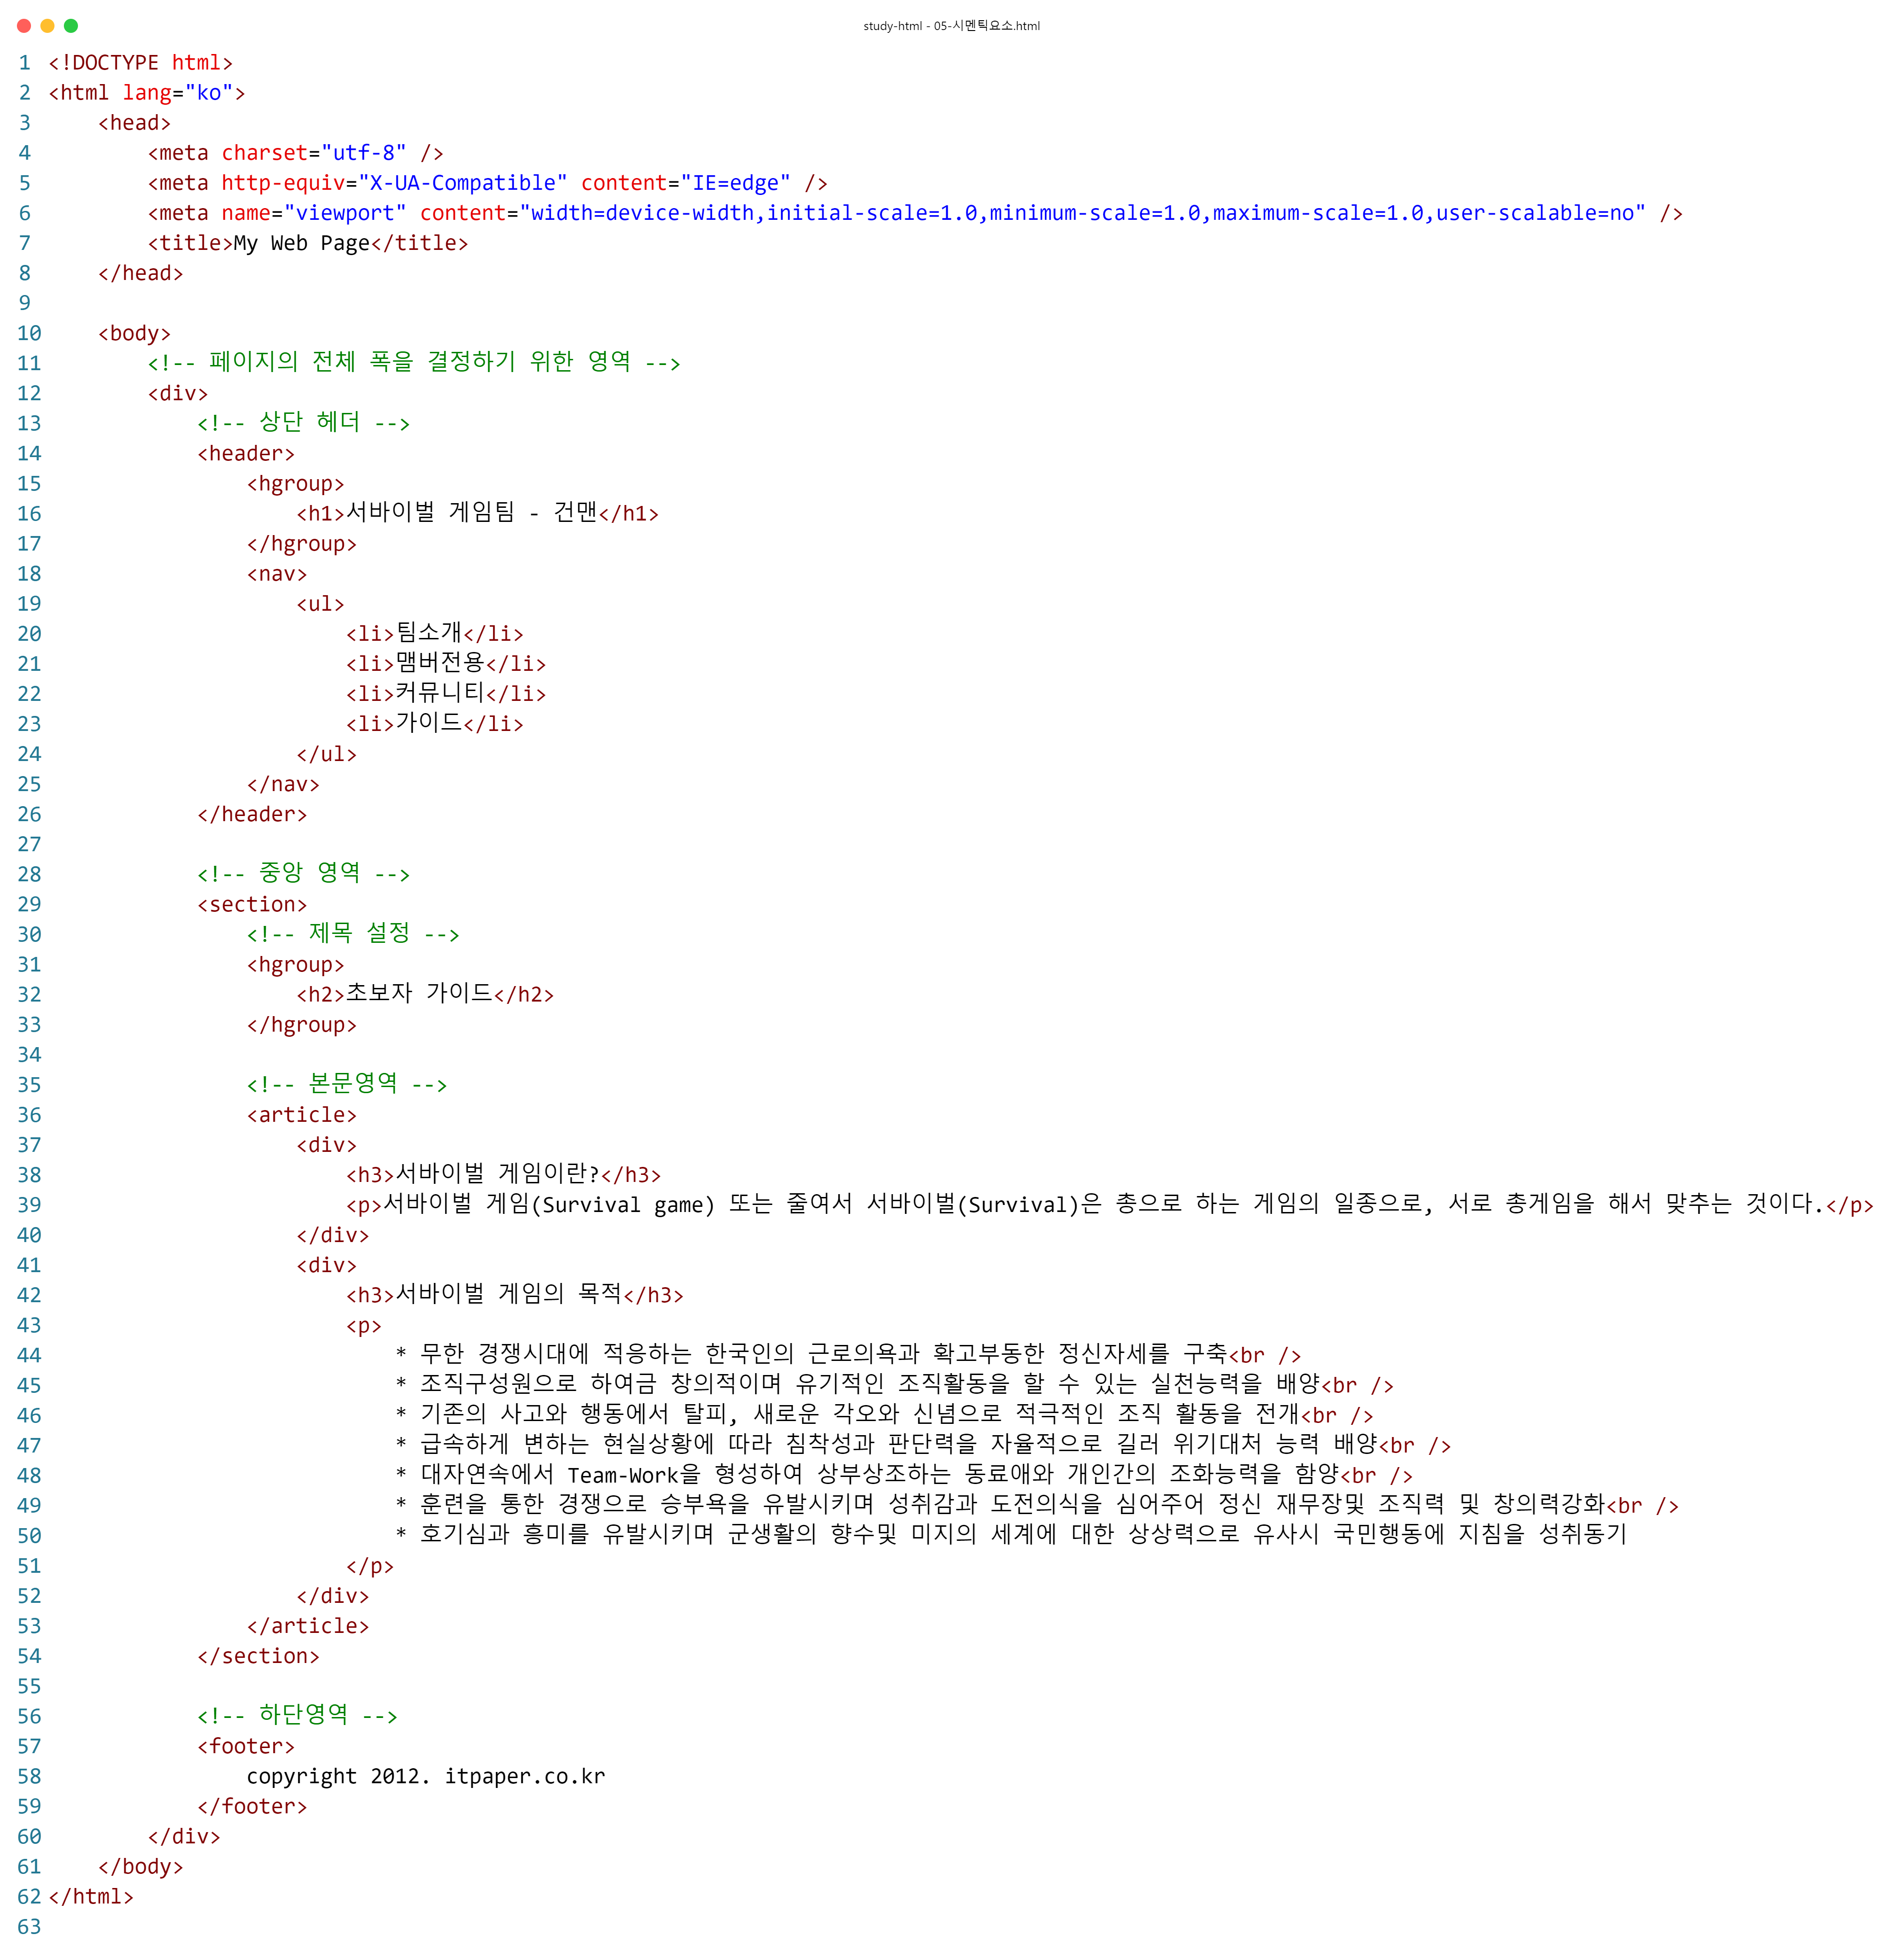 study-html - 05-시멘틱요소.html
1 <!DOCTYPE html>
2 <html lang="ko">
3     <head>
4         <meta charset="utf-8" />
5         <meta http-equiv="X-UA-Compatible" content="IE=edge" />
6         <meta name="viewport" content="width=device-width,initial-scale=1.0,minimum-scale=1.0,maximum-scale=1.0,user-scalable=no" />
7         <title>My Web Page</title>
8     </head>
9
10     <body>
11         <!-- 페이지의 전체 폭을 결정하기 위한 영역 -->
12         <div>
13             <!-- 상단 헤더 -->
14             <header>
15                 <hgroup>
16                     <h1>서바이벌 게임팀 - 건맨</h1>
17                 </hgroup>
18                 <nav>
19                     <ul>
20                         <li>팀소개</li>
21                         <li>맴버전용</li>
22                         <li>커뮤니티</li>
23                         <li>가이드</li>
24                     </ul>
25                 </nav>
26             </header>
27
28             <!-- 중앙 영역 -->
29             <section>
30                 <!-- 제목 설정 -->
31                 <hgroup>
32                     <h2>초보자 가이드</h2>
33                 </hgroup>
34
35                 <!-- 본문영역 -->
36                 <article>
37                     <div>
38                         <h3>서바이벌 게임이란?</h3>
39                         <p>서바이벌 게임(Survival game) 또는 줄여서 서바이벌(Survival)은 총으로 하는 게임의 일종으로, 서로 총게임을 해서 맞추는 것이다.</p>
40                     </div>
41                     <div>
42                         <h3>서바이벌 게임의 목적</h3>
43                         <p>
44                             * 무한 경쟁시대에 적응하는 한국인의 근로의욕과 확고부동한 정신자세를 구축<br />
45                             * 조직구성원으로 하여금 창의적이며 유기적인 조직활동을 할 수 있는 실천능력을 배양<br />
46                             * 기존의 사고와 행동에서 탈피, 새로운 각오와 신념으로 적극적인 조직 활동을 전개<br />
47                             * 급속하게 변하는 현실상황에 따라 침착성과 판단력을 자율적으로 길러 위기대처 능력 배양<br />
48                             * 대자연속에서 Team-Work을 형성하여 상부상조하는 동료애와 개인간의 조화능력을 함양<br />
49                             * 훈련을 통한 경쟁으로 승부욕을 유발시키며 성취감과 도전의식을 심어주어 정신 재무장및 조직력 및 창의력강화<br />
50                             * 호기심과 흥미를 유발시키며 군생활의 향수및 미지의 세계에 대한 상상력으로 유사시 국민행동에 지침을 성취동기
51                         </p>
52                     </div>
53                 </article>
54             </section>
55
56             <!-- 하단영역 -->
57             <footer>
58                 copyright 2012. itpaper.co.kr
59             </footer>
60         </div>
61     </body>
62 </html>
63